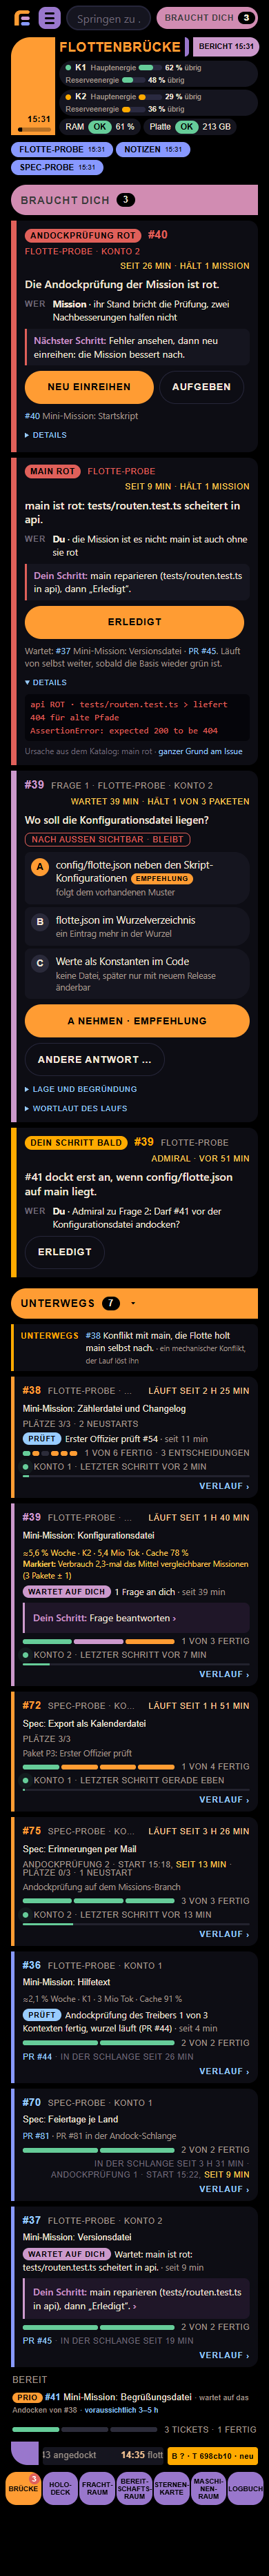 Springen zu .
BRAUCHT DICH 3
FLOTTENBRÜCKE
BERICHT 15:31
K1 Hauptenergie 62 % übrig
Reserveenergie 48 % übrig
K2 Hauptenergie 29 % übrig
Reserveenergie 36 % übrig
15:31
RAM OK 61 % Platte OK 213 GB
FLOTTE-PROBE 15:31 NOTIZEN 15:31
SPEC-PROBE 15:31
BRAUCHT DICH 3
ANDOCKPRÜFUNG ROT #40
FLOTTE-PROBE · KONTO 2
SEIT 26 MIN · HÄLT 1 MISSION
Die Andockprüfung der Mission ist rot.
WER Mission · ihr Stand bricht die Prüfung, zwei
Nachbesserungen halfen nicht
Nächster Schritt: Fehler ansehen, dann neu
einreihen: die Mission bessert nach.
NEU EINREIHEN AUFGEBEN
#40 Mini-Mission: Startskript
DETAILS
MAIN ROT FLOTTE-PROBE
SEIT 9 MIN · HÄLT 1 MISSION
main ist rot: tests/routen.test.ts scheitert in
api.
WER Du · die Mission ist es nicht: main ist auch ohne
sie rot
Dein Schritt: main reparieren (tests/routen.test.ts
in api), dann „Erledigt“.
ERLEDIGT
Wartet: #37 Mini-Mission: Versionsdatei · PR #45. Läuft
von selbst weiter, sobald die Basis wieder grün ist.
DETAILS
api ROT · tests/routen.test.ts > liefert
404 für alte Pfade
AssertionError: expected 200 to be 404
Ursache aus dem Katalog: main rot · ganzer Grund am Issue
#39 FRAGE 1 · FLOTTE-PROBE · KONTO 2
WARTET 39 MIN · HÄLT 1 VON 3 PAKETEN
Wo soll die Konfigurationsdatei liegen?
NACH AUSSEN SICHTBAR · BLEIBT
A config/flotte.json neben den Skript-
Konfigurationen EMPFEHLUNG
folgt dem vorhandenen Muster
B flotte.json im Wurzelverzeichnis
ein Eintrag mehr in der Wurzel
C Werte als Konstanten im Code
keine Datei, später nur mit neuem Release
änderbar
A NEHMEN · EMPFEHLUNG
ANDERE ANTWORT ...
LAGE UND BEGRÜNDUNG
WORTLAUT DES LAUFS
DEIN SCHRITT BALD #39 FLOTTE-PROBE
ADMIRAL · VOR 51 MIN
#41 dockt erst an, wenn config/flotte.json
auf main liegt.
WER Du · Admiral zu Frage 2: Darf #41 vor der
Konfigurationsdatei andocken?
ERLEDIGT
UNTERWEGS 7
UNTERWEGS #38 Konflikt mit main, die Flotte holt
main selbst nach. · ein mechanischer Konflikt,
der Lauf löst ihn
#38 FLOTTE-PROBE · ... LÄUFT SEIT 2 H 25 MIN
Mini-Mission: Zählerdatei und Changelog
PLÄTZE 3/3 · 2 NEUSTARTS
PRÜFT Erster Offizier prüft #54 · seit 11 min
1 VON 6 FERTIG · 3 ENTSCHEIDUNGEN
KONTO 1 · LETZTER SCHRITT VOR 2 MIN
VERLAUF ›
#39 FLOTTE-PROBE · ... LÄUFT SEIT 1 H 40 MIN
Mini-Mission: Konfigurationsdatei
≈5,6 % Woche · K2 · 5,4 Mio Tok · Cache 78 %
Markiert: Verbrauch 2,3-mal das Mittel vergleichbarer Missionen
(3 Pakete ± 1)
WARTET AUF DICH 1 Frage an dich · seit 39 min
Dein Schritt: Frage beantworten ›
1 VON 3 FERTIG
KONTO 2 · LETZTER SCHRITT VOR 7 MIN
VERLAUF ›
#72 SPEC-PROBE · KO... LÄUFT SEIT 1 H 51 MIN
Spec: Export als Kalenderdatei
PLÄTZE 3/3
Paket P3: Erster Offizier prüft
1 VON 4 FERTIG
KONTO 1 · LETZTER SCHRITT GERADE EBEN
VERLAUF ›
#75 SPEC-PROBE · KO... LÄUFT SEIT 3 H 26 MIN
Spec: Erinnerungen per Mail
ANDOCKPRÜFUNG 2 · START 15:18, SEIT 13 MIN ·
PLÄTZE 0/3 · 1 NEUSTART
Andockprüfung auf dem Missions-Branch
3 VON 3 FERTIG
KONTO 2 · LETZTER SCHRITT VOR 13 MIN
VERLAUF ›
#36 FLOTTE-PROBE · KONTO 1
Mini-Mission: Hilfetext
≈2,1 % Woche · K1 · 3 Mio Tok · Cache 91 %
PRÜFT Andockprüfung des Treibers 1 von 3
Kontexten fertig, wurzel läuft (PR #44) · seit 4 min
2 VON 2 FERTIG
PR #44 · IN DER SCHLANGE SEIT 26 MIN
VERLAUF ›
#70 SPEC-PROBE · KONTO 1
Spec: Feiertage je Land
PR #81 · PR #81 in der Andock-Schlange
2 VON 2 FERTIG
IN DER SCHLANGE SEIT 3 H 31 MIN ·
ANDOCKPRÜFUNG 1 · START 15:22, SEIT 9 MIN
VERLAUF ›
#37 FLOTTE-PROBE · KONTO 2
Mini-Mission: Versionsdatei
WARTET AUF DICH Wartet: main ist rot:
tests/routen.test.ts scheitert in api. · seit 9 min
Dein Schritt: main reparieren (tests/routen.test.ts
in api), dann „Erledigt“. ›
2 VON 2 FERTIG
PR #45 · IN DER SCHLANGE SEIT 19 MIN
VERLAUF ›
BEREIT
PRIO #41 Mini-Mission: Begrüßungsdatei · wartet auf das
Andocken von #38 · voraussichtlich 3–5 h
3 TICKETS · 1 FERTIG
43 angedockt 14:35 flott
B ? · T 698cb10 · neu
BRÜCKE 3
HOLO-
DECK
FRACHT-
RAUM
BEREIT-
SCHAFTS-
RAUM
STERNEN-
KARTE
MASCHI-
NEN-
RAUM
LOGBUCH